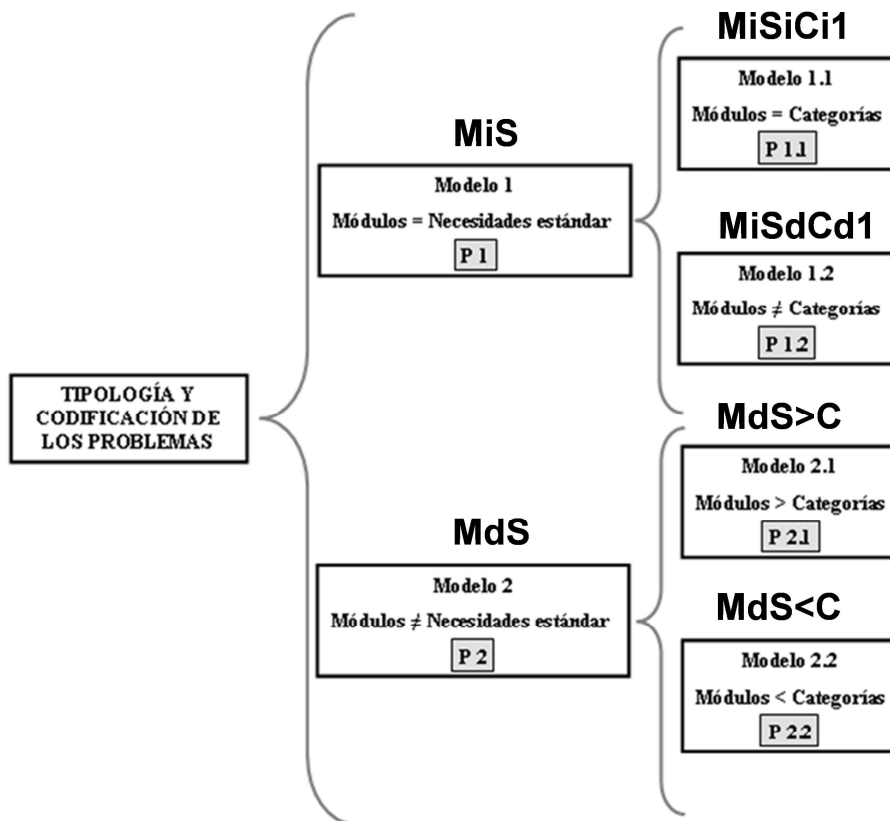 TIPOLOGÍA Y
CODIFICACIÓN DE
LOS PROBLEMAS
MiS
Modelo 1
Módulos = Necesidades estándar
P 1
MiSiCi1
Modelo 1.1
Módulos = Categorías
P 1.1
MiSdCd1
Modelo 1.2
Módulos ≠ Categorías
P 1.2
MdS
Modelo 2
Módulos ≠ Necesidades estándar
P 2
MdS>C
Modelo 2.1
Módulos > Categorías
P 2.1
MdS<C
Modelo 2.2
Módulos < Categorías
P 2.2